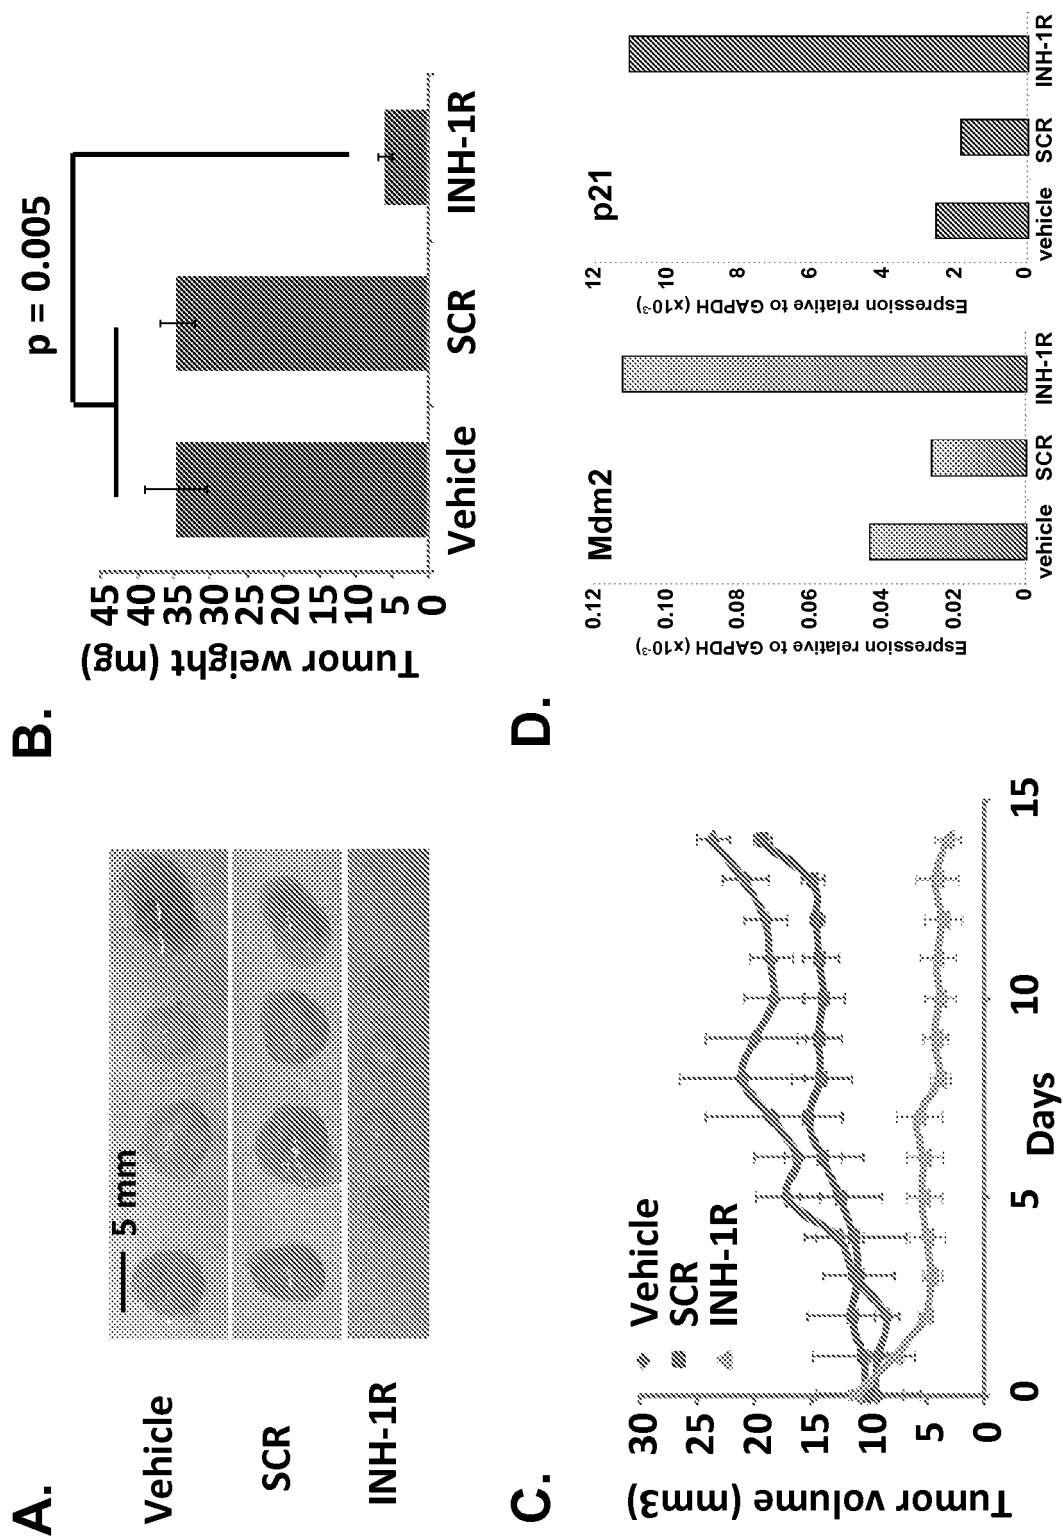 A.
Vehicle
SCR
INH-1R
5 mm
B.
Tumor weight (mg)
45
40
35
30
25
20
15
10
5
0
p = 0.005
Vehicle SCR INH-1R
C.
Tumor volume (mm3)
30
25
20
15
10
5
0
Vehicle
SCR
INH-1R
0 5 10 15
Days
D.
Mdm2
Espression relative to GAPDH (x10-3)
0.12
0.1
0.08
0.06
0.04
0.02
0
vehicle SCR INH-1R
p21
Espression relative to GAPDH (x10-3)
12
10
8
6
4
2
0
vehicle SCR INH-1R